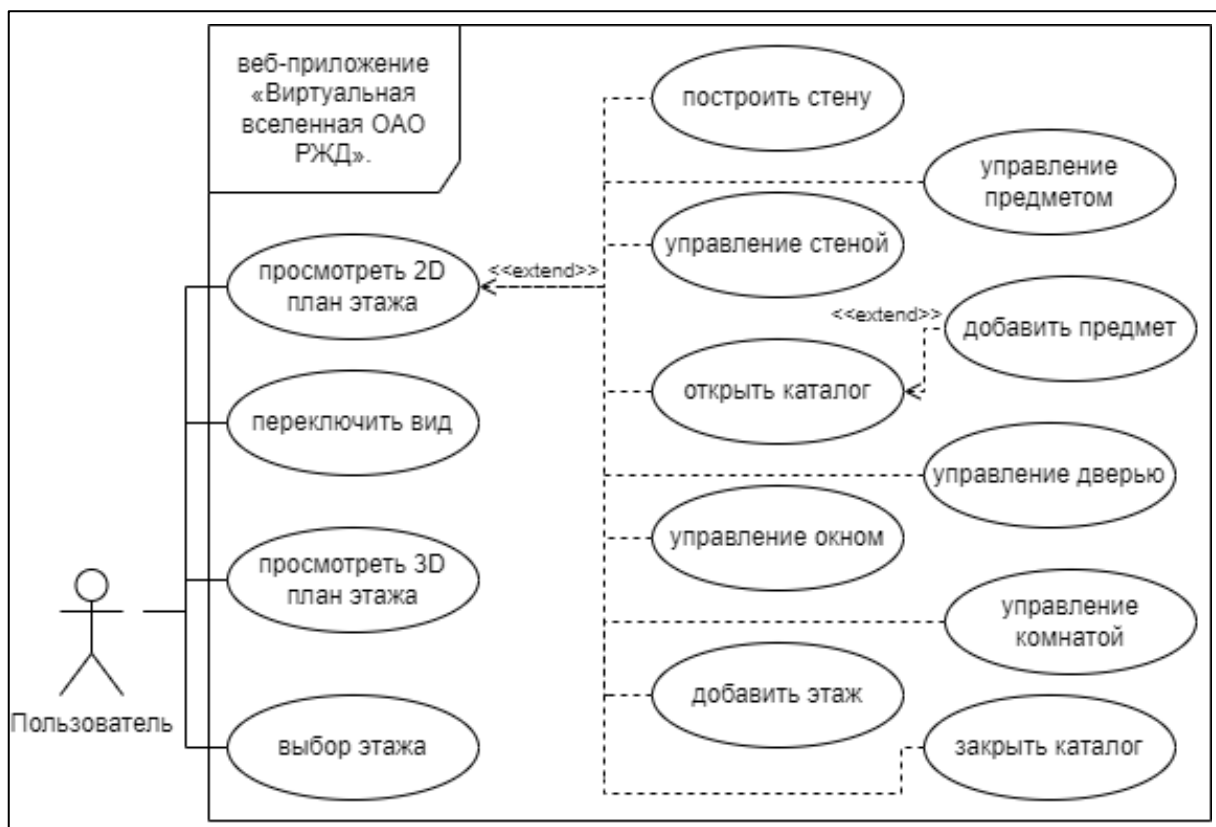 веб-приложение
«Виртуальная
вселенная ОАО
РЖД».
построить стену
управление
предметом
управление стеной
просмотреть 2D
план этажа
<<extend>>
<<extend>>
добавить предмет
открыть каталог
переключить вид
управление дверью
управление окном
просмотреть 3D
план этажа
управление
комнатой
добавить этаж
Пользователь
выбор этажа
закрыть каталог